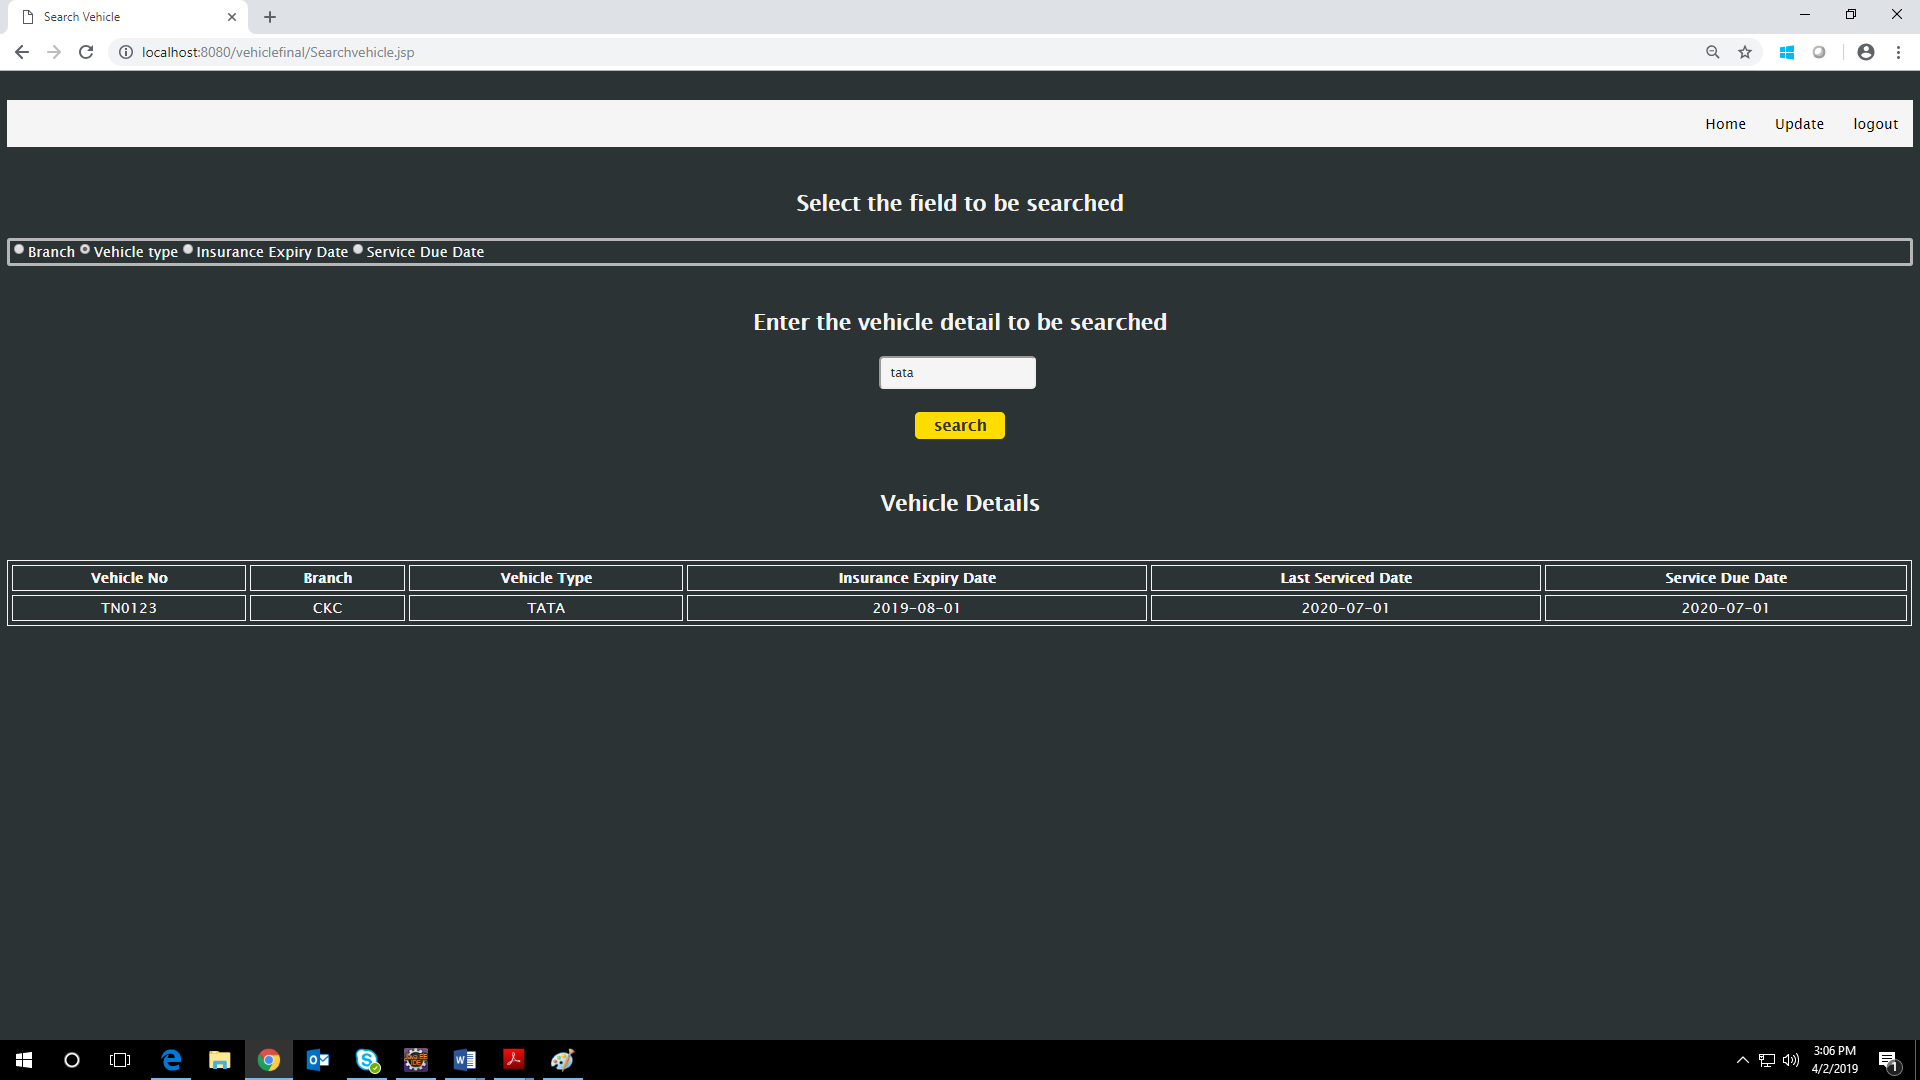 Search Vehicle
localhost:8080/vehiclefinal/Searchvehicle.jsp
Home Update logout
Select the field to be searched
Branch Vehicle type Insurance Expiry Date Service Due Date
Enter the vehicle detail to be searched
tata
search
Vehicle Details
Vehicle No Branch Vehicle Type Insurance Expiry Date Last Serviced Date Service Due Date
TN0123 CKC TATA 2019-08-01 2020-07-01 2020-07-01
3:06 PM
4/2/2019
1